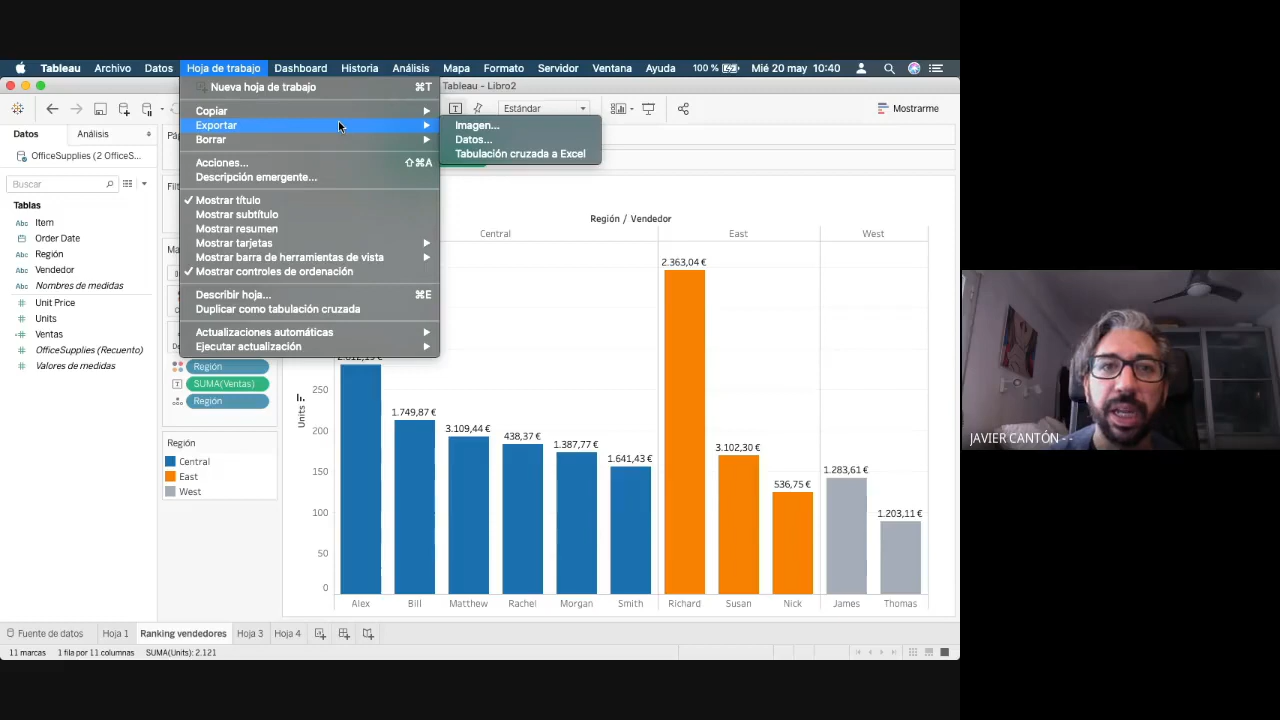 Tableau Archivo Datos Hoja de trabajo Dashboard Historia Análisis Mapa Formato Servidor Ventana Ayuda 100 % Mié 20 may 10:40
Tableau - Libro2
Nueva hoja de trabajo ⌘T
Copiar
Exportar
Borrar
Acciones... ⇧⌘A
Descripción emergente...
Mostrar título
Mostrar subtítulo
Mostrar resumen
Mostrar tarjetas
Mostrar barra de herramientas de vista
Mostrar controles de ordenación
Describir hoja... ⌘E
Duplicar como tabulación cruzada
Actualizaciones automáticas
Ejecutar actualización
Imagen...
Datos...
Tabulación cruzada a Excel
Estándar
Mostrarme
Datos Análisis
OfficeSupplies (2 OfficeS...
Buscar
Tablas
Abc Item
Order Date
Abc Región
Abc Vendedor
Abc Nombres de medidas
Unit Price
Units
Ventas
OfficeSupplies (Recuento)
Valores de medidas
Pág
Filt
Ma
Región
SUMA(Ventas)
Región
Región
Central
East
West
Región / Vendedor
Central East West
2.363,04 €
1.749,87 €
3.109,44 €
438,37 €
1.387,77 €
1.641,43 €
3.102,30 €
536,75 €
1.283,61 €
1.203,11 €
Units
250
200
150
100
50
0
Alex Bill Matthew Rachel Morgan Smith Richard Susan Nick James Thomas
Fuente de datos Hoja 1 Ranking vendedores Hoja 3 Hoja 4
11 marcas 1 fila por 11 columnas SUMA(Units): 2.121
JAVIER CANTÓN - -